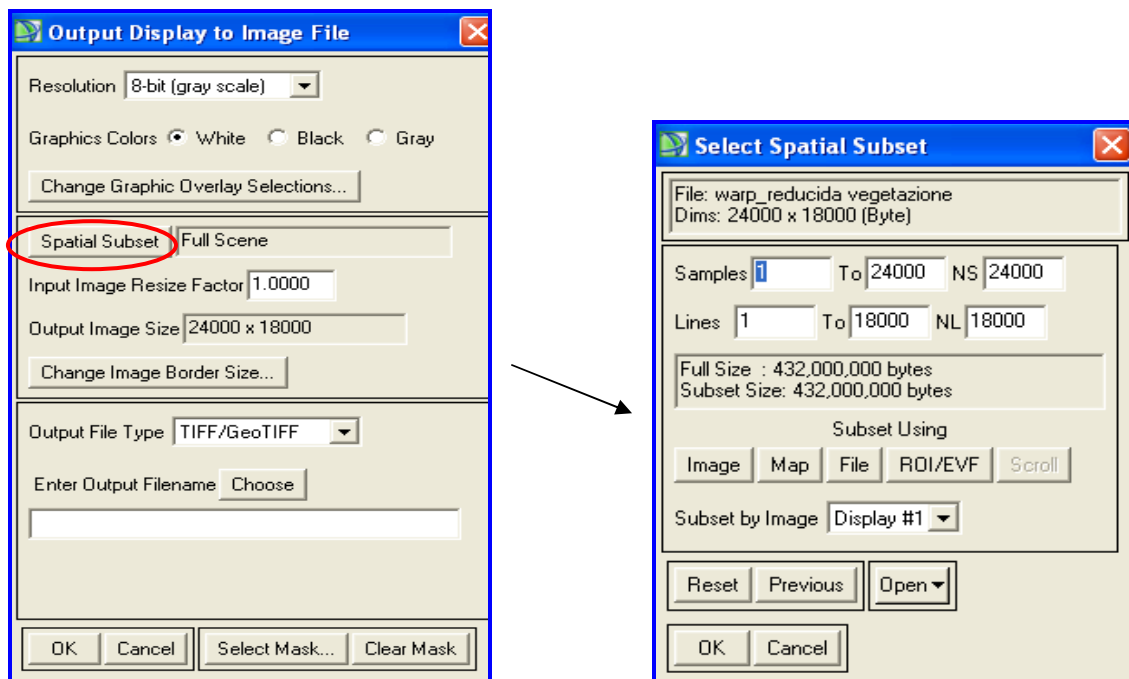 Output Display to Image File
Resolution 8-bit (gray scale)
Graphics Colors White Black Gray
Change Graphic Overlay Selections...
Spatial Subset Full Scene
Input Image Resize Factor 1.0000
Output Image Size 24000 x 18000
Change Image Border Size...
Output File Type TIFF/GeoTIFF
Enter Output Filename Choose
OK Cancel Select Mask... Clear Mask
Select Spatial Subset
File: warp_reducida vegetazione
Dims: 24000 x 18000 (Byte)
Samples 1 To 24000 NS 24000
Lines 1 To 18000 NL 18000
Full Size : 432,000,000 bytes
Subset Size: 432,000,000 bytes
Subset Using
Image Map File ROI/EVF Scroll
Subset by Image Display #1
Reset Previous Open
OK Cancel